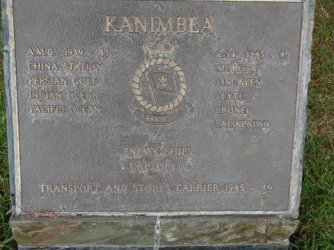 KANIMBLA
A.M.C. 1939 - 43
CHINA STATION
PERSIAN GULF
INDIAN OCEAN
PACIFIC OCEAN
L.S.I. 1943 - 45
MOROTAI
LINGAYEN
LEYTE
BRUNEI
BALIKPAPAN
ENEMY SHIPS
CAPTURED
TRANSPORT AND STORES CARRIER 1945 - 49